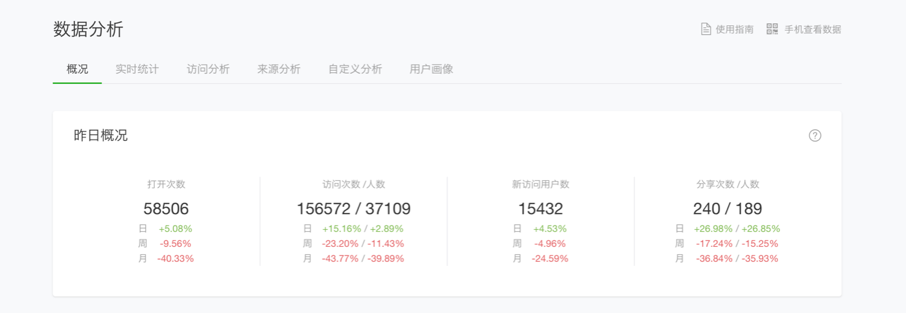 数据分析
使用指南 手机查看数据
概况 实时统计 访问分析 来源分析 自定义分析 用户画像
昨日概况
打开次数 访问次数 /人数 新访问用户数 分享次数 /人数
58506 156572 / 37109 15432 240 / 189
日 +5.08% 日 +15.16% / +2.89% 日 +4.53% 日 +26.98% / +26.85%
周 -9.56% 周 -23.20% / -11.43% 周 -4.96% 周 -17.24% / -15.25%
月 -40.33% 月 -43.77% / -39.89% 月 -24.59% 月 -36.84% / -35.93%